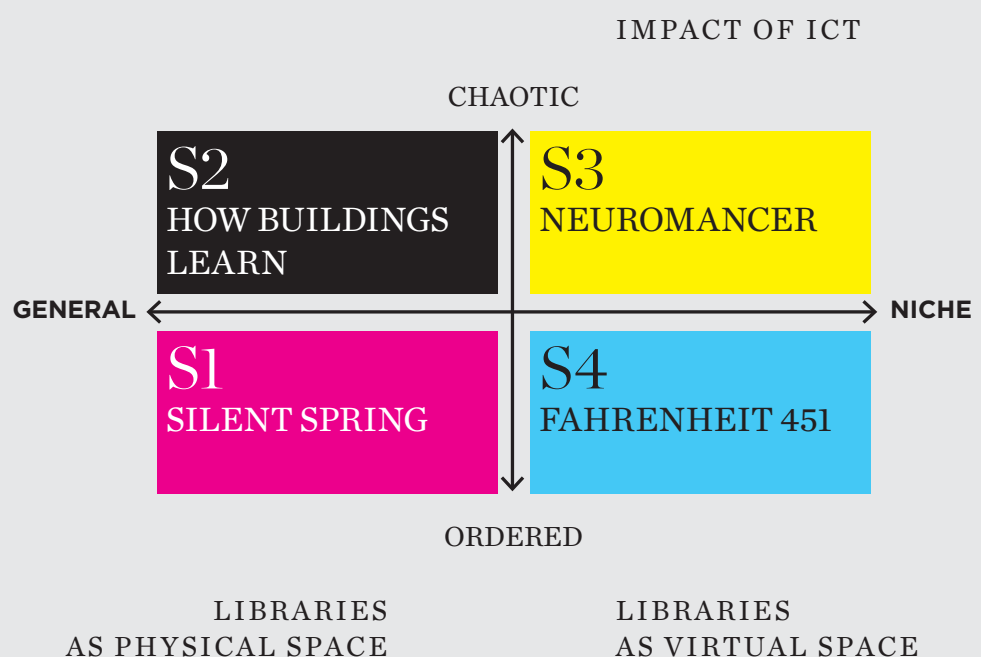 IMPACT OF ICT
CHAOTIC
S2
HOW BUILDINGS
LEARN
S3
NEUROMANCER
GENERAL
NICHE
S1
SILENT SPRING
S4
FAHRENHEIT 451
ORDERED
LIBRARIES
AS PHYSICAL SPACE
LIBRARIES
AS VIRTUAL SPACE